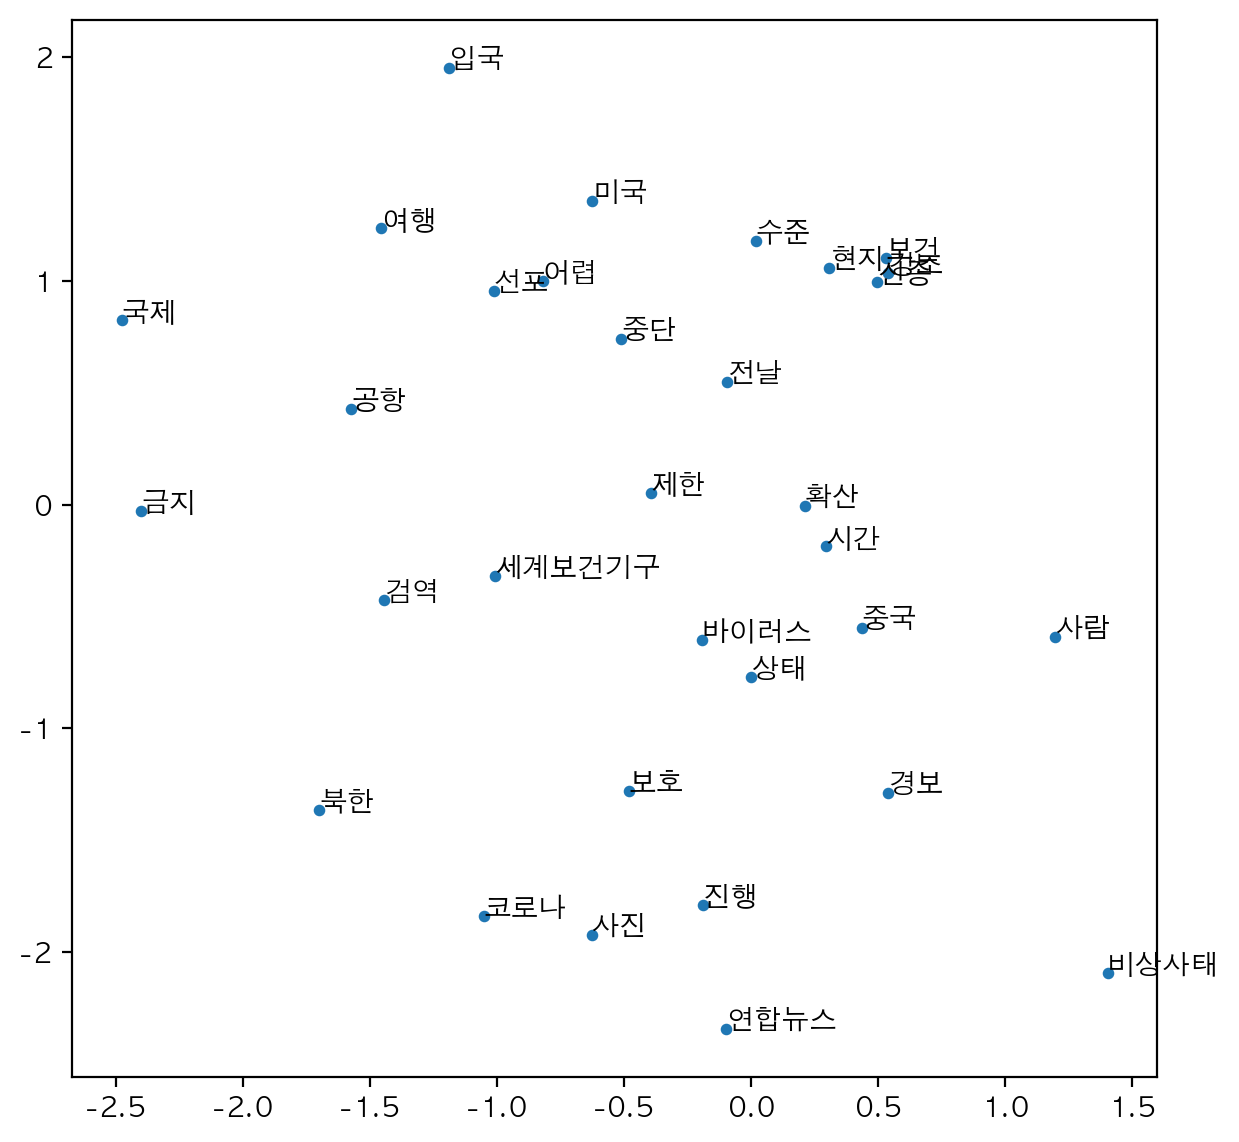 2
입국
미국
여행
수준
보건
현지
어렵
선포
1
국제
중단
전날
공항
제한
확산
금지
0
시간
세계보건기구
검역
중국
사람
바이러스
상태
-1
보호
경보
북한
진행
코로나
사진
-2
비상사태
연합뉴스
-2.5 -2.0 -1.5 -1.0 -0.5 0.0 0.5 1.0 1.5